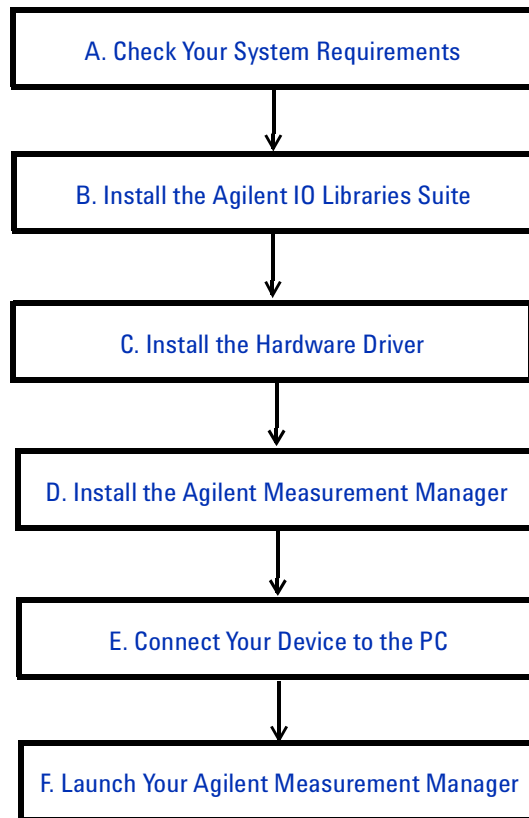 A. Check Your System Requirements
B. Install the Agilent IO Libraries Suite
C. Install the Hardware Driver
D. Install the Agilent Measurement Manager
E. Connect Your Device to the PC
F. Launch Your Agilent Measurement Manager